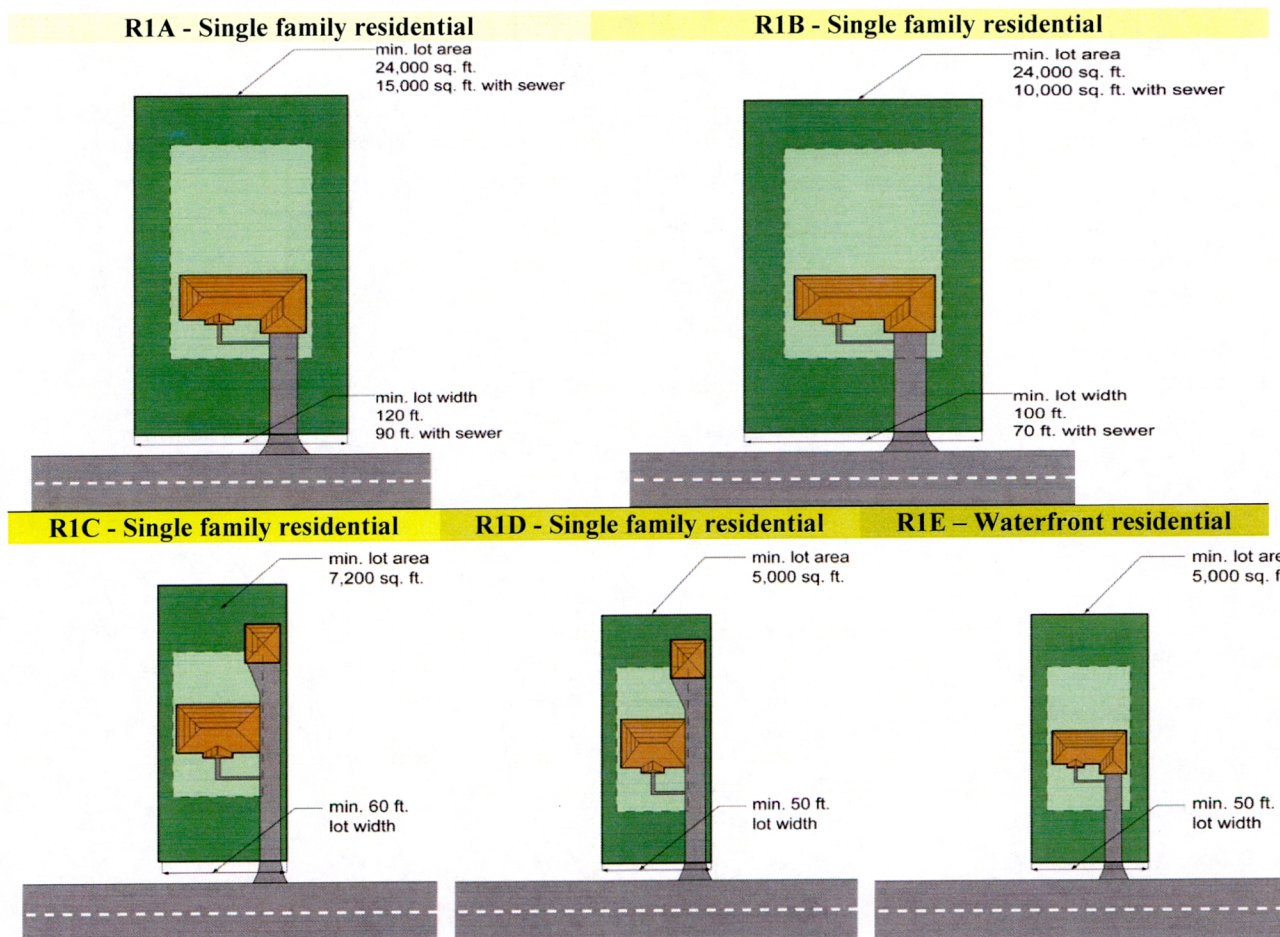 R1A - Single family residential
min. lot area
24,000 sq. ft.
15,000 sq. ft. with sewer
min. lot width
120 ft.
90 ft. with sewer
R1B - Single family residential
min. lot area
24,000 sq. ft.
10,000 sq. ft. with sewer
min. lot width
100 ft.
70 ft. with sewer
R1C - Single family residential
min. lot area
7,200 sq. ft.
min. 60 ft.
lot width
R1D - Single family residential
min. lot area
5,000 sq. ft.
min. 50 ft.
lot width
R1E – Waterfront residential
min. lot are
5,000 sq. f
min. 50 ft.
lot width